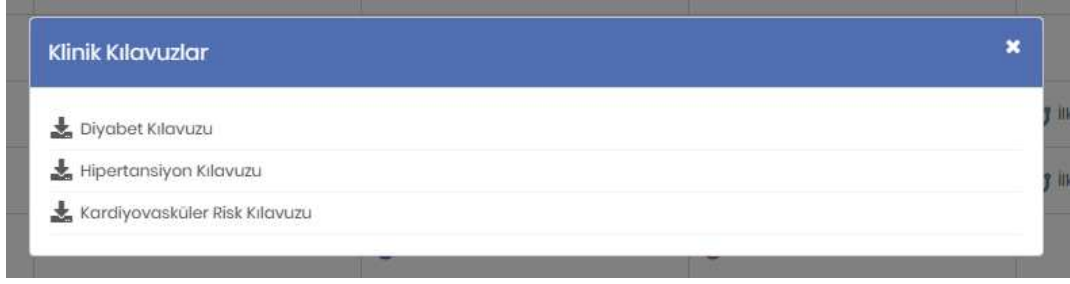 Klinik Kılavuzlar
Diyabet Kılavuzu
Hipertansiyon Kılavuzu
Kardiyovasküler Risk Kılavuzu